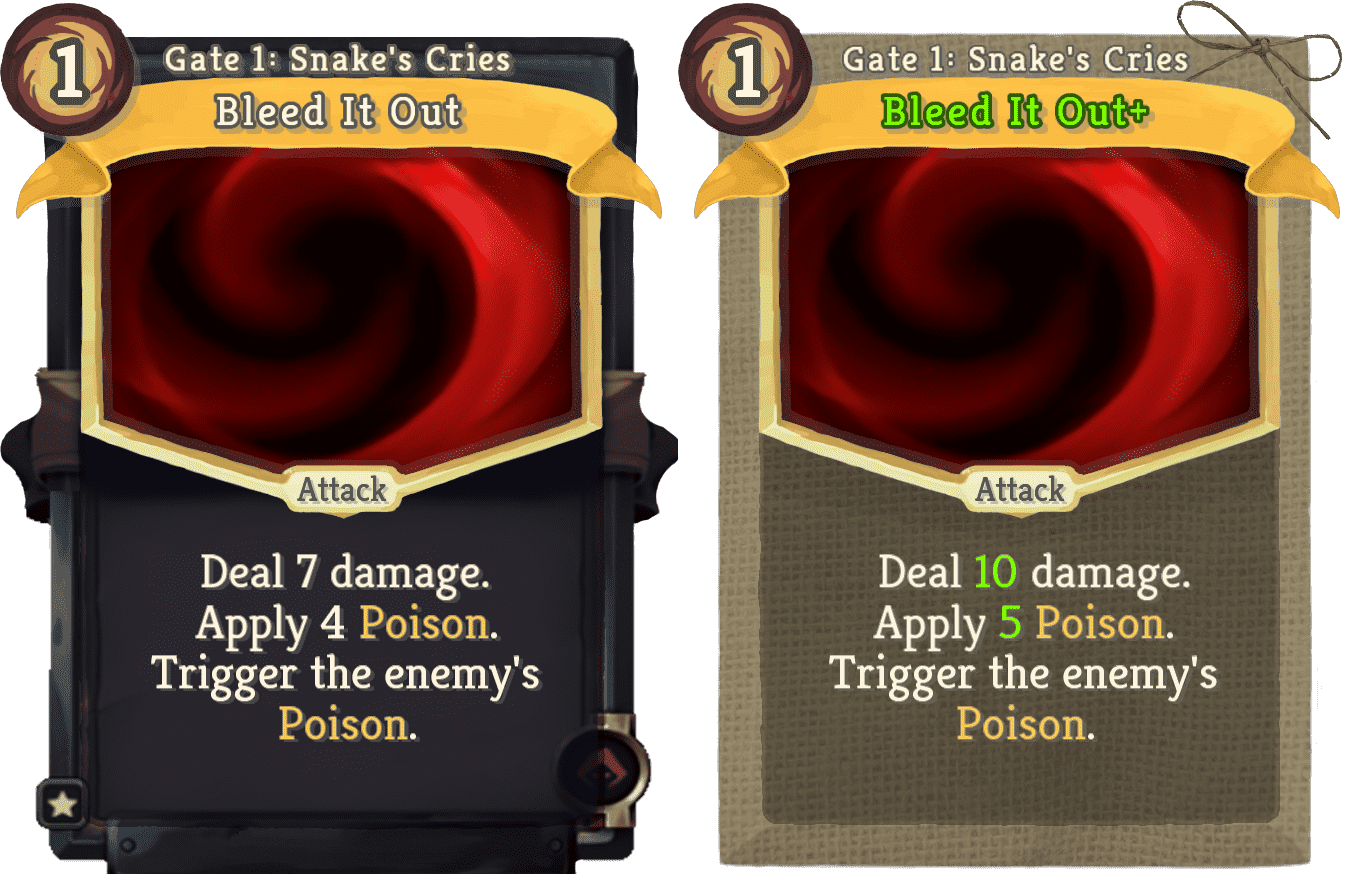 1
Gate 1: Snake's Cries
Bleed It Out
Attack
Deal 7 damage.
Apply 4 Poison.
Trigger the enemy's
Poison.
1
Gate 1: Snake's Cries
Bleed It Out+
Attack
Deal 10 damage.
Apply 5 Poison.
Trigger the enemy's
Poison.